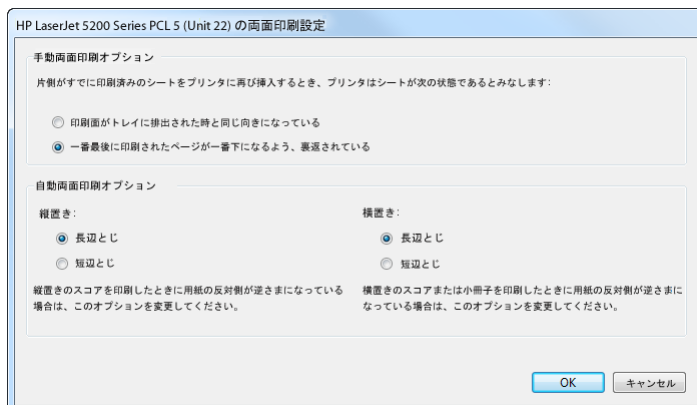 HP LaserJet 5200 Series PCL 5 (Unit 22) の両面印刷設定
手動両面印刷オプション
片側がすでに印刷済みのシートをプリンタに再び挿入するとき、プリンタはシートが次の状態であるとみなします:
印刷面がトレイに排出された時と同じ向きになっている
一番最後に印刷されたページが一番下になるよう、裏返されている
自動両面印刷オプション
縦置き:
長辺とじ
短辺とじ
縦置きのスコアを印刷したときに用紙の反対側が逆さまになっている
場合は、このオプションを変更してください。
横置き:
長辺とじ
短辺とじ
横置きのスコアまたは小冊子を印刷したときに用紙の反対側が逆さまに
なっている場合は、このオプションを変更してください。
OK
キャンセル